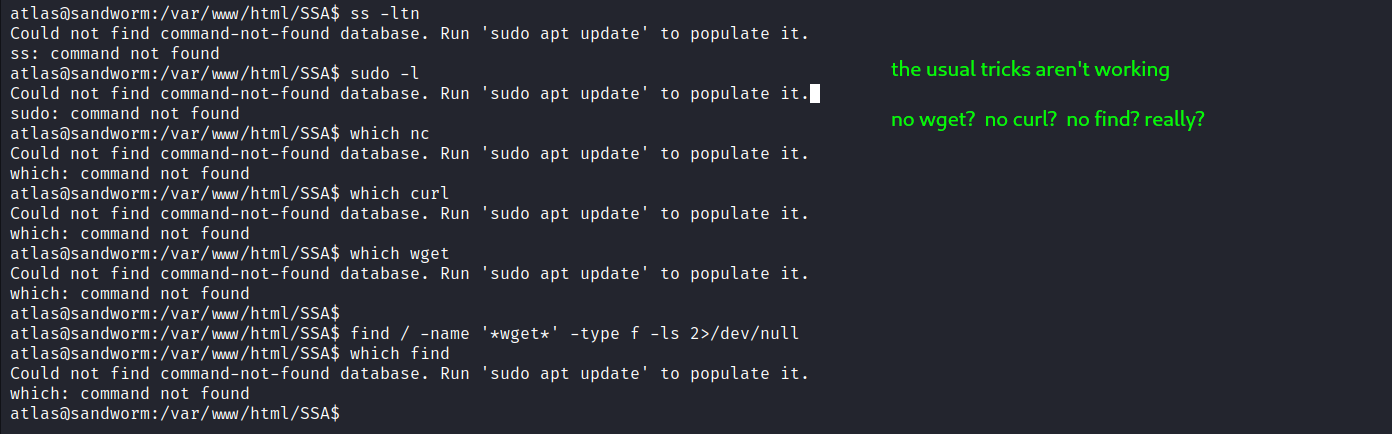 atlas@sandworm:/var/www/html/SSA$ ss -ltn
Could not find command-not-found database. Run 'sudo apt update' to populate it.
ss: command not found
atlas@sandworm:/var/www/html/SSA$ sudo -l
Could not find command-not-found database. Run 'sudo apt update' to populate it.
sudo: command not found
atlas@sandworm:/var/www/html/SSA$ which nc
Could not find command-not-found database. Run 'sudo apt update' to populate it.
which: command not found
atlas@sandworm:/var/www/html/SSA$ which curl
Could not find command-not-found database. Run 'sudo apt update' to populate it.
which: command not found
atlas@sandworm:/var/www/html/SSA$ which wget
Could not find command-not-found database. Run 'sudo apt update' to populate it.
which: command not found
atlas@sandworm:/var/www/html/SSA$
atlas@sandworm:/var/www/html/SSA$ find / -name '*wget*' -type f -ls 2>/dev/null
atlas@sandworm:/var/www/html/SSA$ which find
Could not find command-not-found database. Run 'sudo apt update' to populate it.
which: command not found
atlas@sandworm:/var/www/html/SSA$
the usual tricks aren't working
no wget? no curl? no find? really?